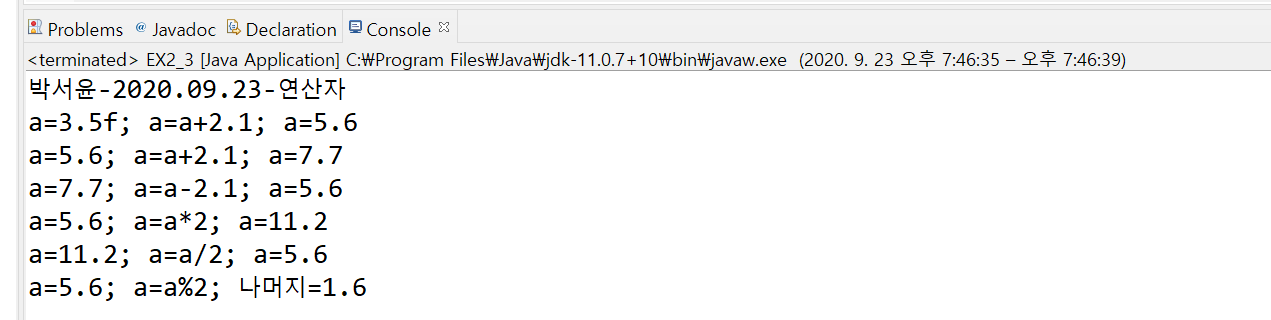 Problems @ Javadoc Declaration Console
<terminated> EX2_3 [Java Application] C:₩Program Files₩Java₩jdk-11.0.7+10₩bin₩javaw.exe (2020. 9. 23 오후 7:46:35 – 오후 7:46:39)
박서윤-2020.09.23-연산자
a=3.5f; a=a+2.1; a=5.6
a=5.6; a=a+2.1; a=7.7
a=7.7; a=a-2.1; a=5.6
a=5.6; a=a*2; a=11.2
a=11.2; a=a/2; a=5.6
a=5.6; a=a%2; 나머지=1.6